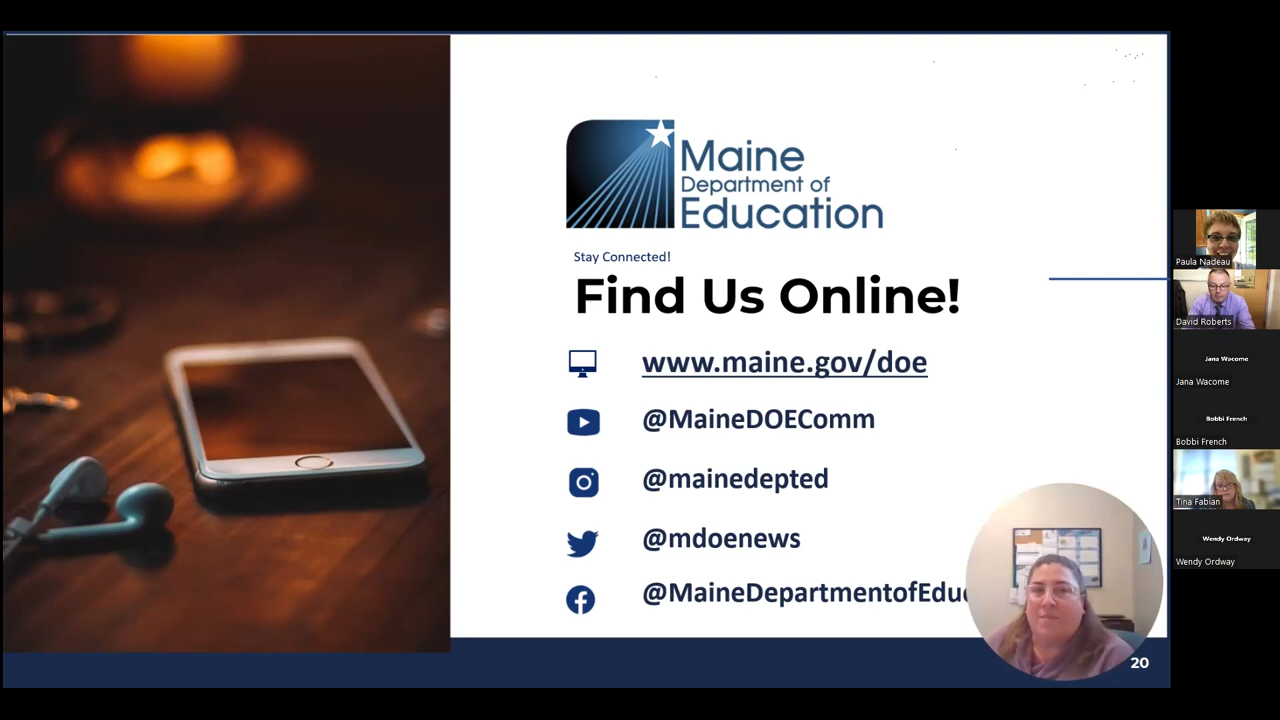 Maine
Department of
Education
Stay Connected!
Find Us Online!
www.maine.gov/doe
@MaineDOEComm
@mainedepted
@mdoenews
@MaineDepartmentofEduc
20
Paula Nadeau
David Roberts
Jana Wacome
Jana Wacome
Bobbi French
Bobbi French
Tina Fabian
Wendy Ordway
Wendy Ordway